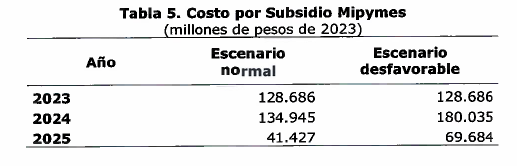 Tabla 5. Costo por Subsidio Mipymes
(millones de pesos de 2023)
Año Escenario normal Escenario desfavorable
2023 128.686 128.686
2024 134.945 180.035
2025 41.427 69.684